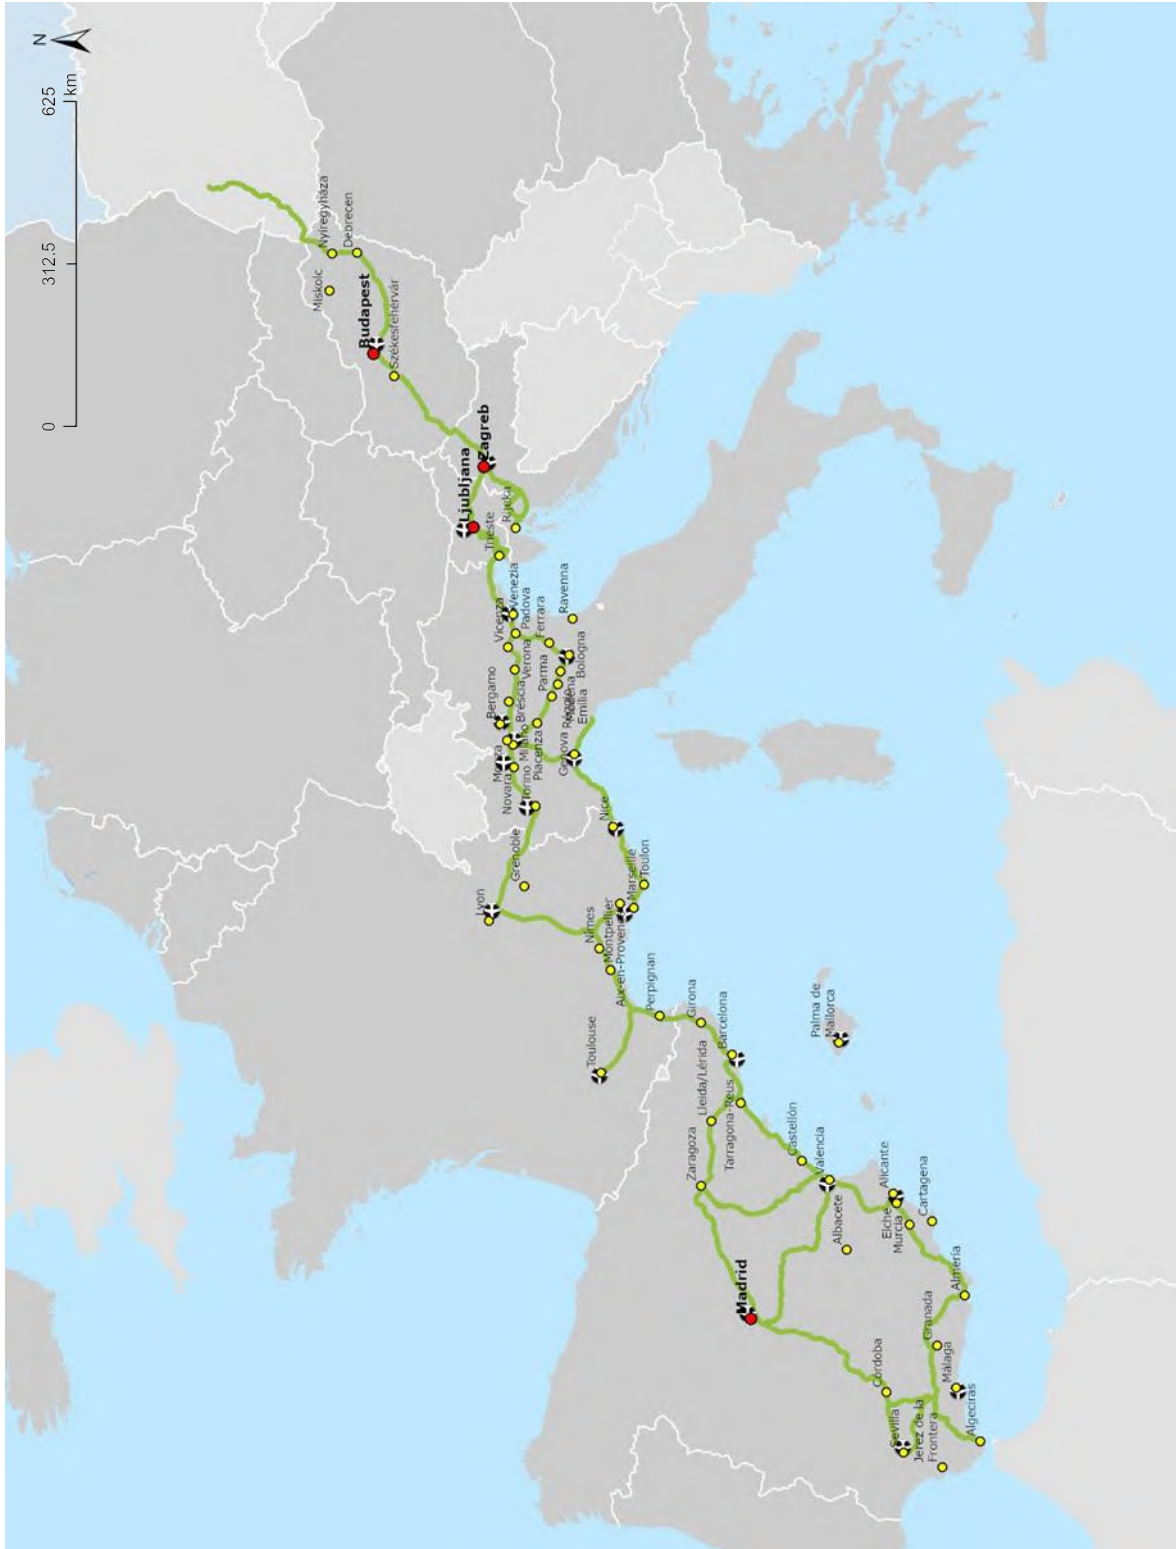 N
0
312.5
625
km
Nyíregyháza
Debrecen
Miskolc
Budapest
Székesfehérvár
Zagreb
Ljubljana
Rijeka
Trieste
Venezia
Vicenza
Padova
Ferrara
Ravenna
Verona
Bologna
Parma
Reggio
Emilia
Bergamo
Brescia
Milano
Piacenza
Novara
Torino
Genova
Grenoble
Nice
Lyon
Toulon
Marseille
Nîmes
Montpellier
Aix-en-Provence
Perpignan
Toulouse
Girona
Barcelona
Palma de
Mallorca
Lleida/Lérida
Tarragona-Reus
Zaragoza
Castellón
Valencia
Albacete
Alicante
Elche
Murcia
Cartagena
Madrid
Almería
Granada
Málaga
Córdoba
Sevilla
Jerez de la
Frontera
Algeciras